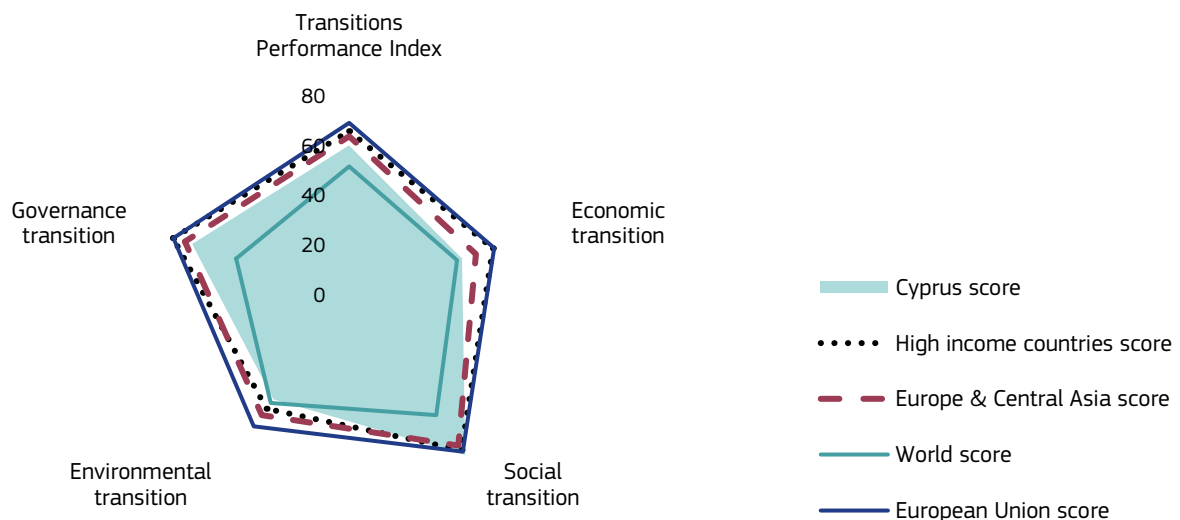 Transitions
Performance Index
80
60
40
20
0
Governance
transition
Economic
transition
Environmental
transition
Social
transition
Cyprus score
High income countries score
Europe & Central Asia score
World score
European Union score